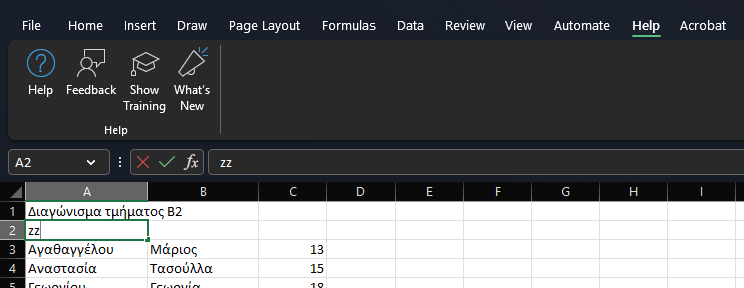 File Home Insert Draw Page Layout Formulas Data Review View Automate Help Acrobat
Help Feedback Show Training What's New
Help
A2 fx zz
A B C D E F G H I
1 Διαγώνισμα τμήματος Β2
2 zz
3 Αγαθαγγέλου Μάριος 13
4 Αναστασία Τασούλλα 15
5 Γεωργίου Γεωργία 18